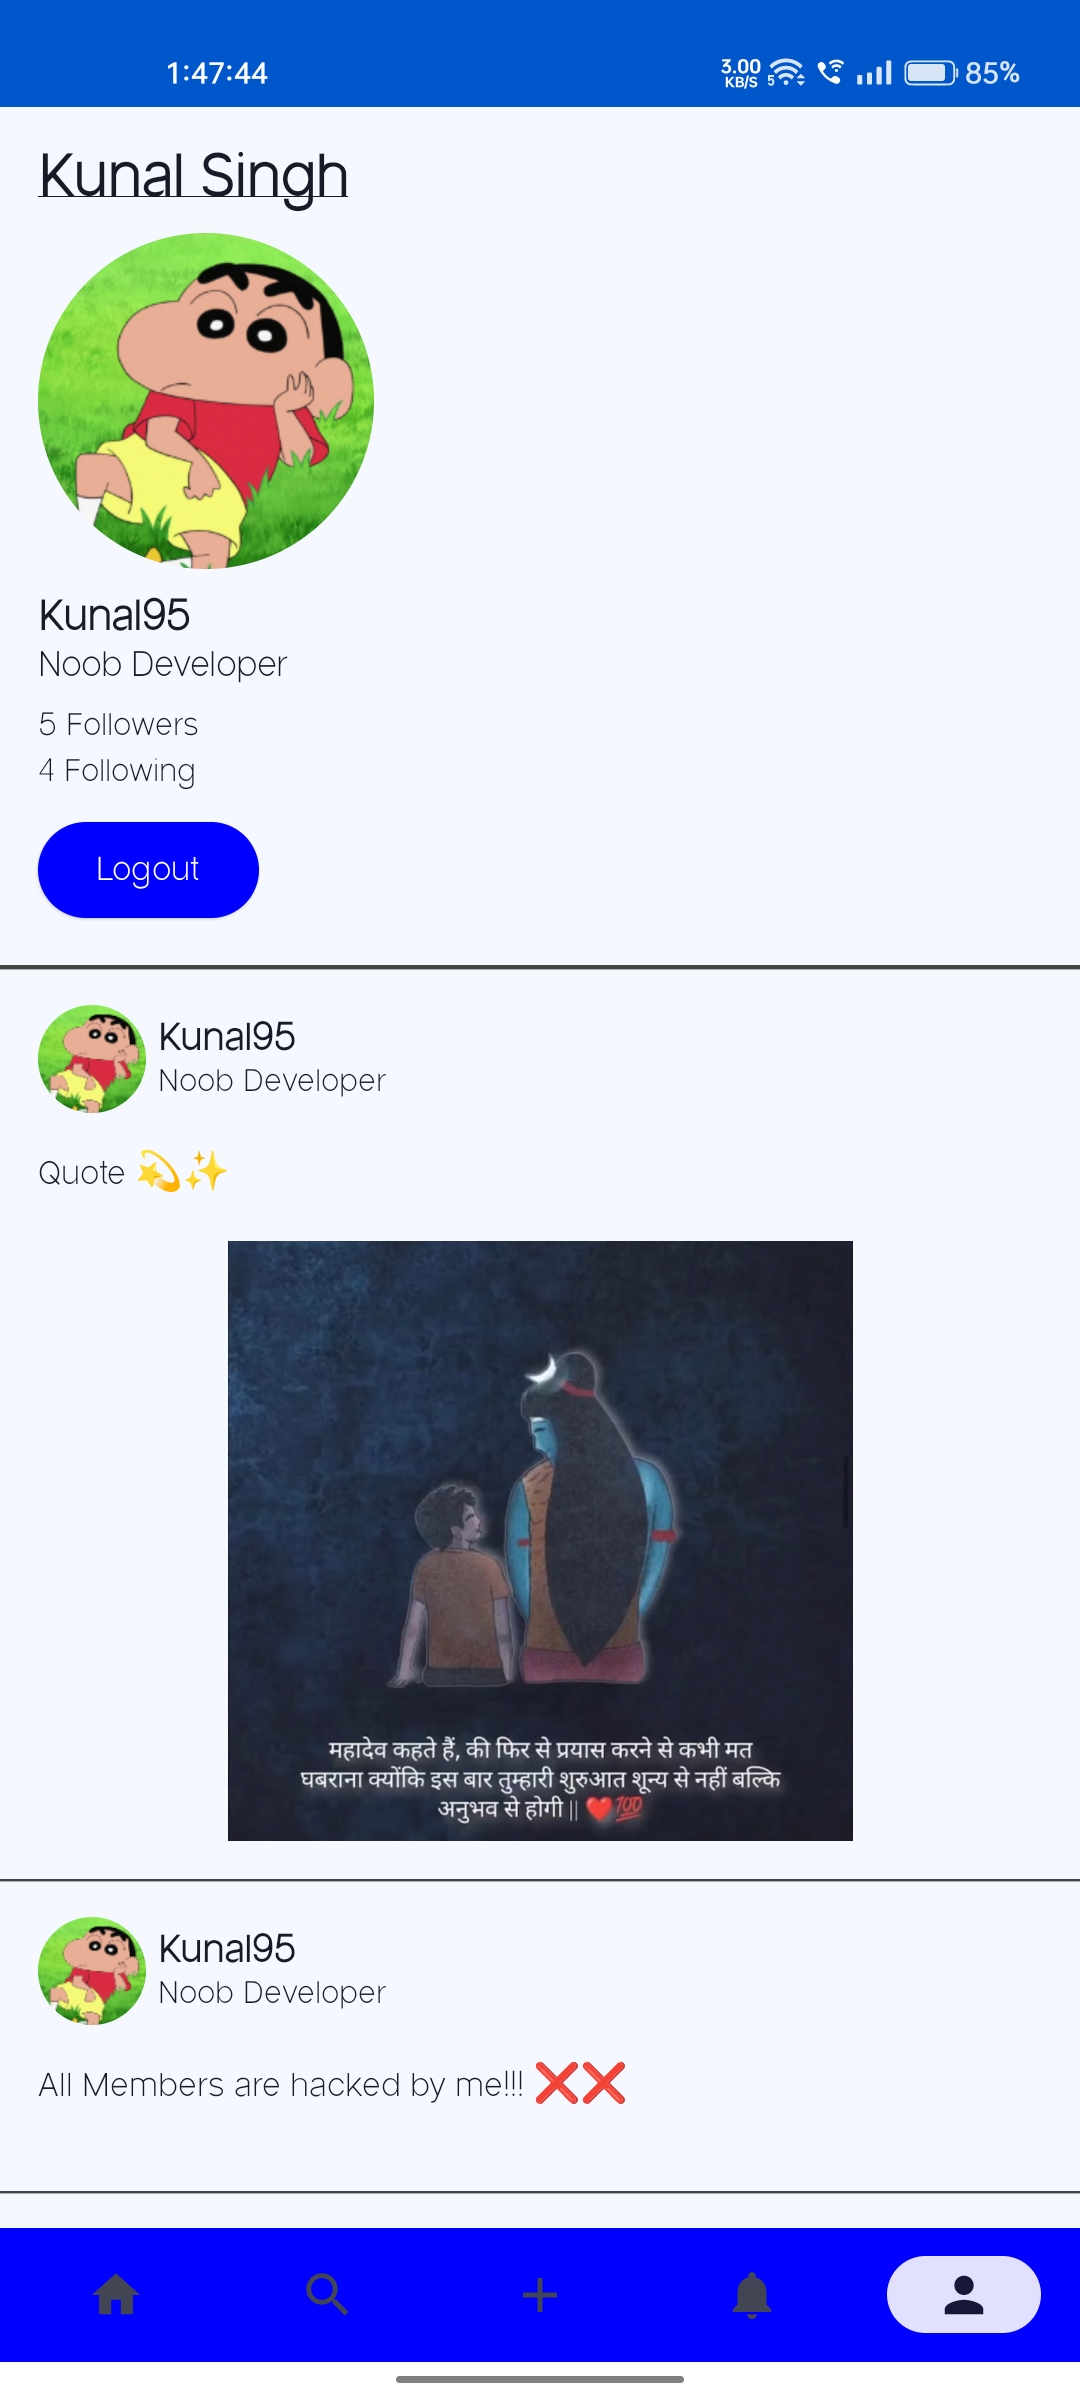 1:47:44
3.00
KB/S
5
85%
Kunal Singh
Kunal95
Noob Developer
5 Followers
4 Following
Logout
Kunal95
Noob Developer
Quote 💫✨
महादेव कहते हैं, की फिर से प्रयास करने से कभी मत
घबराना क्योंकि इस बार तुम्हारी शुरुआत शून्य से नहीं बल्कि
अनुभव से होगी || ❤️💯
Kunal95
Noob Developer
All Members are hacked by me!!! ❌❌